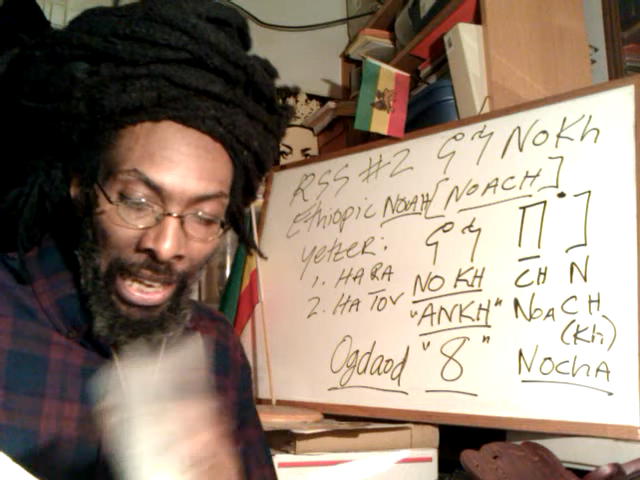 RSS #2 ኖኅ NOKh
Ethiopic NOAH [NOACH]
Yetzer: ኖኅ
1. HARA NOKH CH N
2. HATOV "ANKH" NOACH
(Kh)
Ogdaod "8" NOCHA